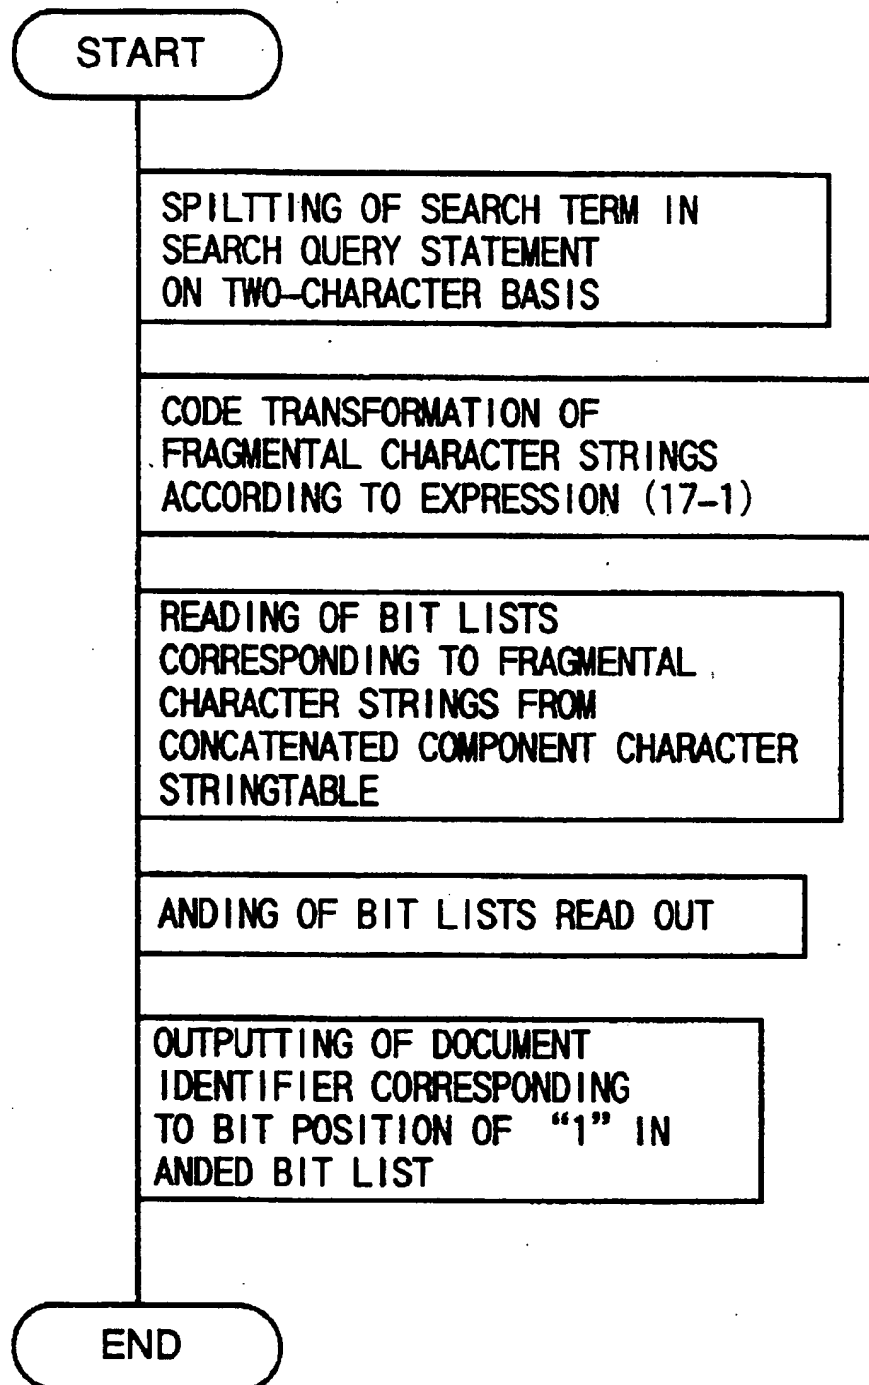 START
SPILTTING OF SEARCH TERM IN
SEARCH QUERY STATEMENT
ON TWO-CHARACTER BASIS
CODE TRANSFORMATION OF
FRAGMENTAL CHARACTER STRINGS
ACCORDING TO EXPRESSION (17-1)
READING OF BIT LISTS
CORRESPONDING TO FRAGMENTAL
CHARACTER STRINGS FROM
CONCATENATED COMPONENT CHARACTER
STRINGTABLE
ANDING OF BIT LISTS READ OUT
OUTPUTTING OF DOCUMENT
IDENTIFIER CORRESPONDING
TO BIT POSITION OF “1” IN
ANDED BIT LIST
END